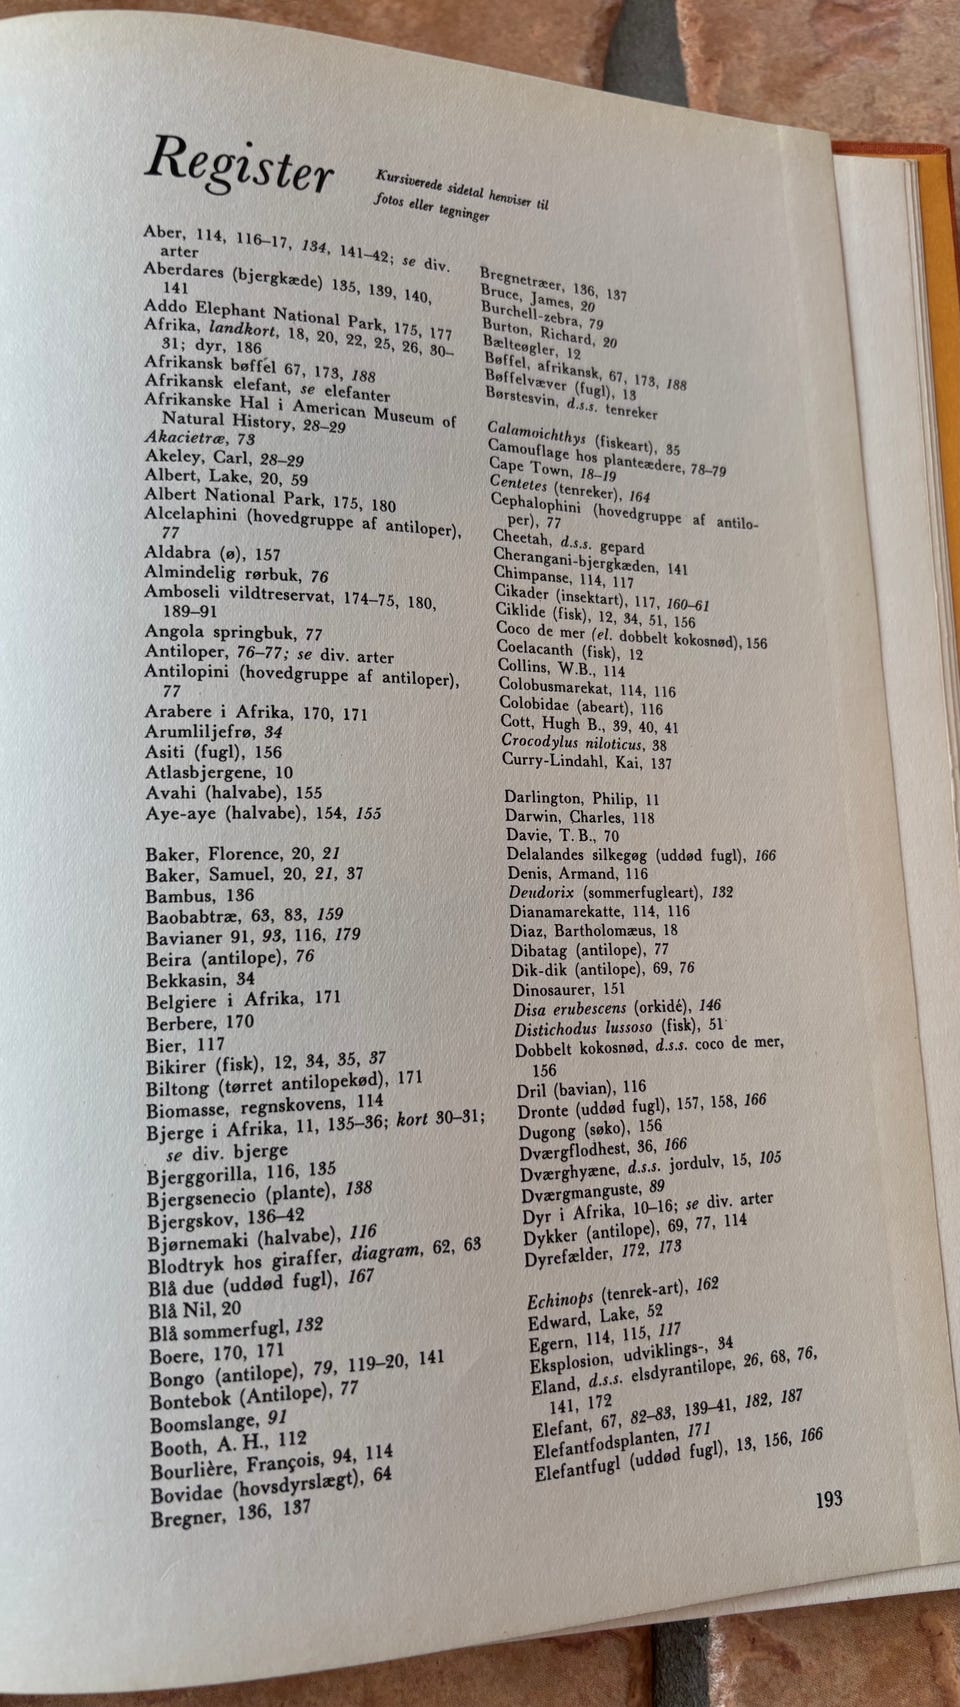 Register
Kursiverede sidetal henviser til
fotos eller tegninger
Aber, 114, 116–17, 134, 141–42; se div.
arter
Aberdares (bjergkæde) 135, 139, 140,
141
Addo Elephant National Park, 175, 177
Afrika, landkort, 18, 20, 22, 25, 26, 30–
31; dyr, 186
Afrikansk bøffel 67, 173, 188
Afrikansk elefant, se elefanter
Afrikanske Hal i American Museum of
Natural History, 28–29
Akacietræ, 73
Akeley, Carl, 28–29
Albert, Lake, 20, 59
Albert National Park, 175, 180
Alcelaphini (hovedgruppe af antiloper),
77
Aldabra (ø), 157
Almindelig rørbuk, 76
Amboseli vildtreservat, 174–75, 180,
189–91
Angola springbuk, 77
Antiloper, 76–77; se div. arter
Antilopini (hovedgruppe af antiloper),
77
Arabere i Afrika, 170, 171
Arumliljefrø, 34
Asiti (fugl), 156
Atlasbjergene, 10
Avahi (halvabe), 155
Aye-aye (halvabe), 154, 155
Baker, Florence, 20, 21
Baker, Samuel, 20, 21, 37
Bambus, 136
Baobabtræ, 63, 83, 159
Bavianer 91, 93, 116, 179
Beira (antilope), 76
Bekkasin, 34
Belgiere i Afrika, 171
Berbere, 170
Bier, 117
Bikirer (fisk), 12, 34, 35, 37
Biltong (tørret antilopekød), 171
Biomasse, regnskovens, 114
Bjerge i Afrika, 11, 135–36; kort 30–31;
se div. bjerge
Bjerggorilla, 116, 135
Bjergsenecio (plante), 138
Bjergskov, 136–42
Bjørnemaki (halvabe), 116
Blodtryk hos giraffer, diagram, 62, 63
Blå due (uddød fugl), 167
Blå Nil, 20
Blå sommerfugl, 132
Boere, 170, 171
Bongo (antilope), 79, 119–20, 141
Bontebok (Antilope), 77
Boomslange, 91
Booth, A. H., 112
Bourlière, François, 94, 114
Bovidae (hovsdyrslægt), 64
Bregner, 136, 137
Bregnetræer, 136, 137
Bruce, James, 20
Burchell-zebra, 79
Burton, Richard, 20
Bælteøgler, 12
Bøffel, afrikansk, 67, 173, 188
Bøffelvæver (fugl), 13
Børstesvin, d.s.s. tenreker
Calamoichthys (fiskeart), 35
Camouflage hos planteædere, 78–79
Cape Town, 18–19
Centetes (tenreker), 164
Cephalophini (hovedgruppe af antilo-
per), 77
Cheetah, d.s.s. gepard
Cherangani-bjergkæden, 141
Chimpanse, 114, 117
Cikader (insektart), 117, 160–61
Ciklide (fisk), 12, 34, 51, 156
Coco de mer (el. dobbelt kokosnød), 156
Coelacanth (fisk), 12
Collins, W.B., 114
Colobusmarekat, 114, 116
Colobidae (abeart), 116
Cott, Hugh B., 39, 40, 41
Crocodylus niloticus, 38
Curry-Lindahl, Kai, 137
Darlington, Philip, 11
Darwin, Charles, 118
Davie, T. B., 70
Delalandes silkegøg (uddød fugl), 166
Denis, Armand, 116
Deudorix (sommerfugleart), 132
Dianamarekatte, 114, 116
Diaz, Bartholomæus, 18
Dibatag (antilope), 77
Dik-dik (antilope), 69, 76
Dinosaurer, 151
Disa erubescens (orkidé), 146
Distichodus lussoso (fisk), 51
Dobbelt kokosnød, d.s.s. coco de mer,
156
Dril (bavian), 116
Dronte (uddød fugl), 157, 158, 166
Dugong (søko), 156
Dværgflodhest, 36, 166
Dværghyæne, d.s.s. jordulv, 15, 105
Dværgmanguste, 89
Dyr i Afrika, 10–16; se div. arter
Dykker (antilope), 69, 77, 114
Dyrefælder, 172, 173
Echinops (tenrek-art), 162
Edward, Lake, 52
Egern, 114, 115, 117
Eksplosion, udviklings-, 34
Eland, d.s.s. elsdyrantilope, 26, 68, 76,
141, 172
Elefant, 67, 82–83, 139–41, 182, 187
Elefantfodsplanten, 171
Elefantfugl (uddød fugl), 13, 156, 166
193